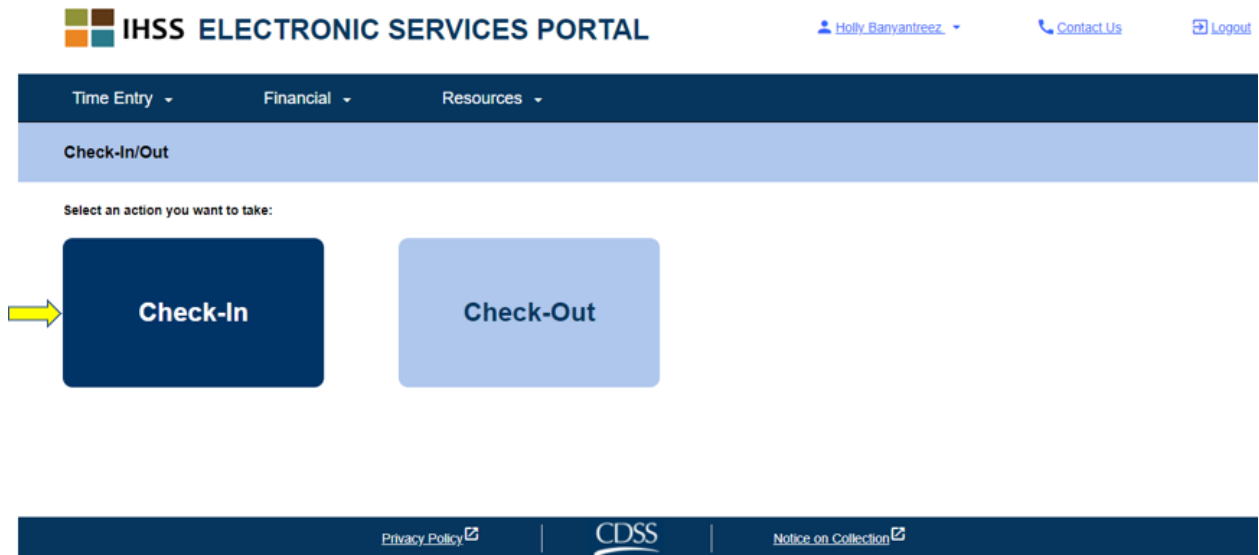 IHSS ELECTRONIC SERVICES PORTAL
Holly Banyantreez
Contact Us
Logout
Time Entry
Financial
Resources
Check-In/Out
Select an action you want to take:
Check-In
Check-Out
Privacy Policy
CDSS
Notice on Collection